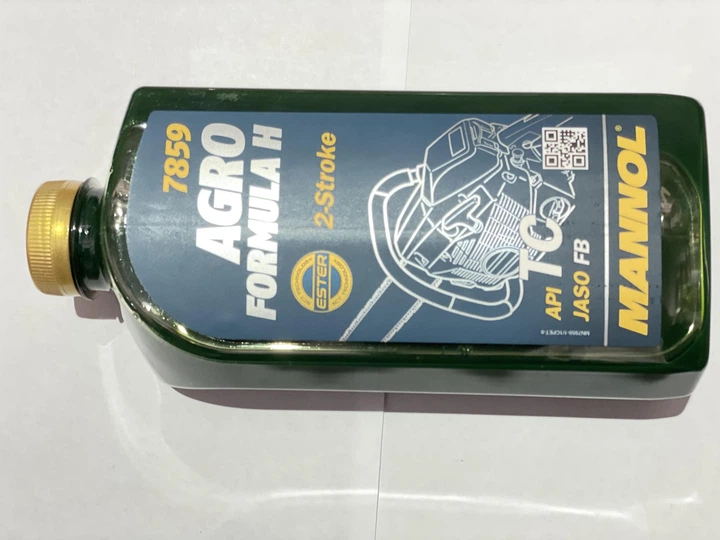 7859
AGRO
FORMULA H
2-Stroke
ESTER
API TC
JASO FB
MANNOL®